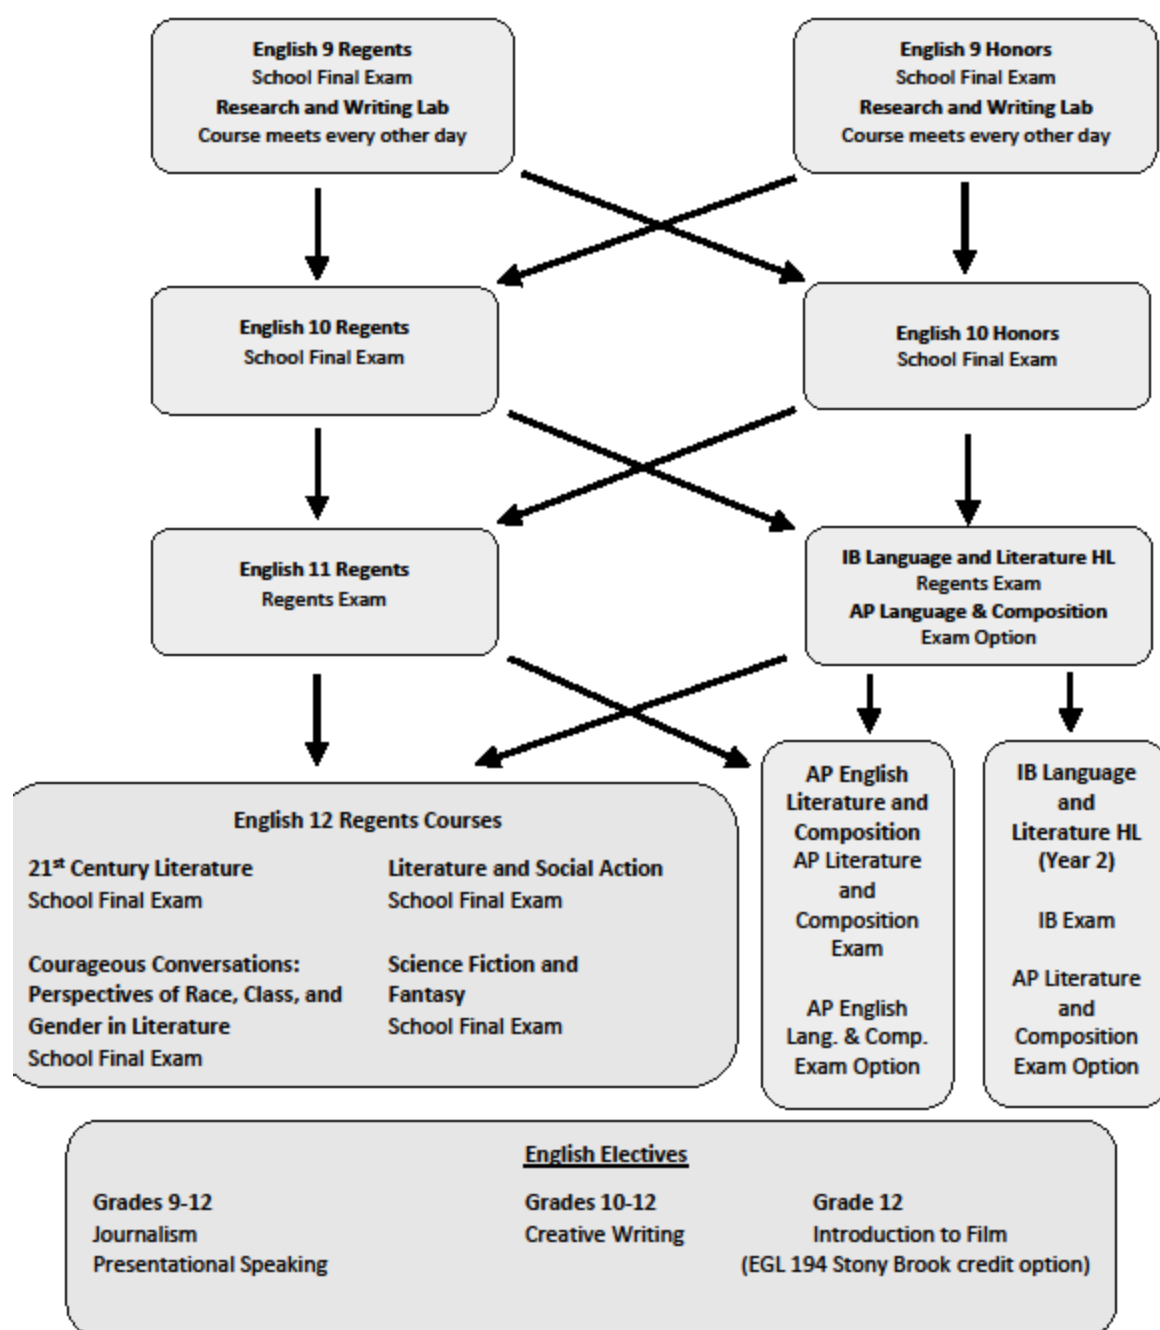 English 9 Regents
School Final Exam
Research and Writing Lab
Course meets every other day
English 9 Honors
School Final Exam
Research and Writing Lab
Course meets every other day
English 10 Regents
School Final Exam
English 10 Honors
School Final Exam
English 11 Regents
Regents Exam
IB Language and Literature HL
Regents Exam
AP Language & Composition
Exam Option
English 12 Regents Courses
21st Century Literature
School Final Exam
Literature and Social Action
School Final Exam
Courageous Conversations:
Perspectives of Race, Class, and
Gender in Literature
School Final Exam
Science Fiction and
Fantasy
School Final Exam
AP English
Literature and
Composition
AP Literature
and
Composition
Exam
AP English
Lang. & Comp.
Exam Option
IB Language
and
Literature HL
(Year 2)
IB Exam
AP Literature
and
Composition
Exam Option
English Electives
Grades 9-12
Journalism
Presentational Speaking
Grades 10-12
Creative Writing
Grade 12
Introduction to Film
(EGL 194 Stony Brook credit option)